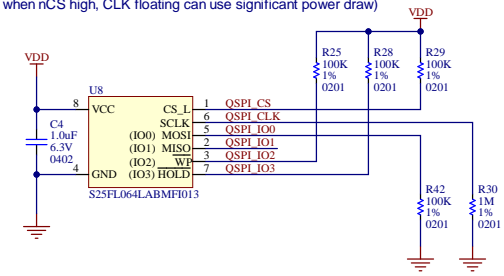 when nCS high, CLK floating can use significant power draw)
VDD
VDD
R25
100K
1%
0201
R28
100K
1%
0201
R29
100K
1%
0201
U8
8 VCC
CS_L 1 QSPI_CS
SCLK 6 QSPI_CLK
(IO0) MOSI 5 QSPI_IO0
(IO1) MISO 2 QSPI_IO1
(IO2) WP 3 QSPI_IO2
4 GND
(IO3) HOLD 7 QSPI_IO3
S25FL064LABMFI013
C4
1.0uF
6.3V
0402
R42
100K
1%
0201
R30
1M
1%
0201